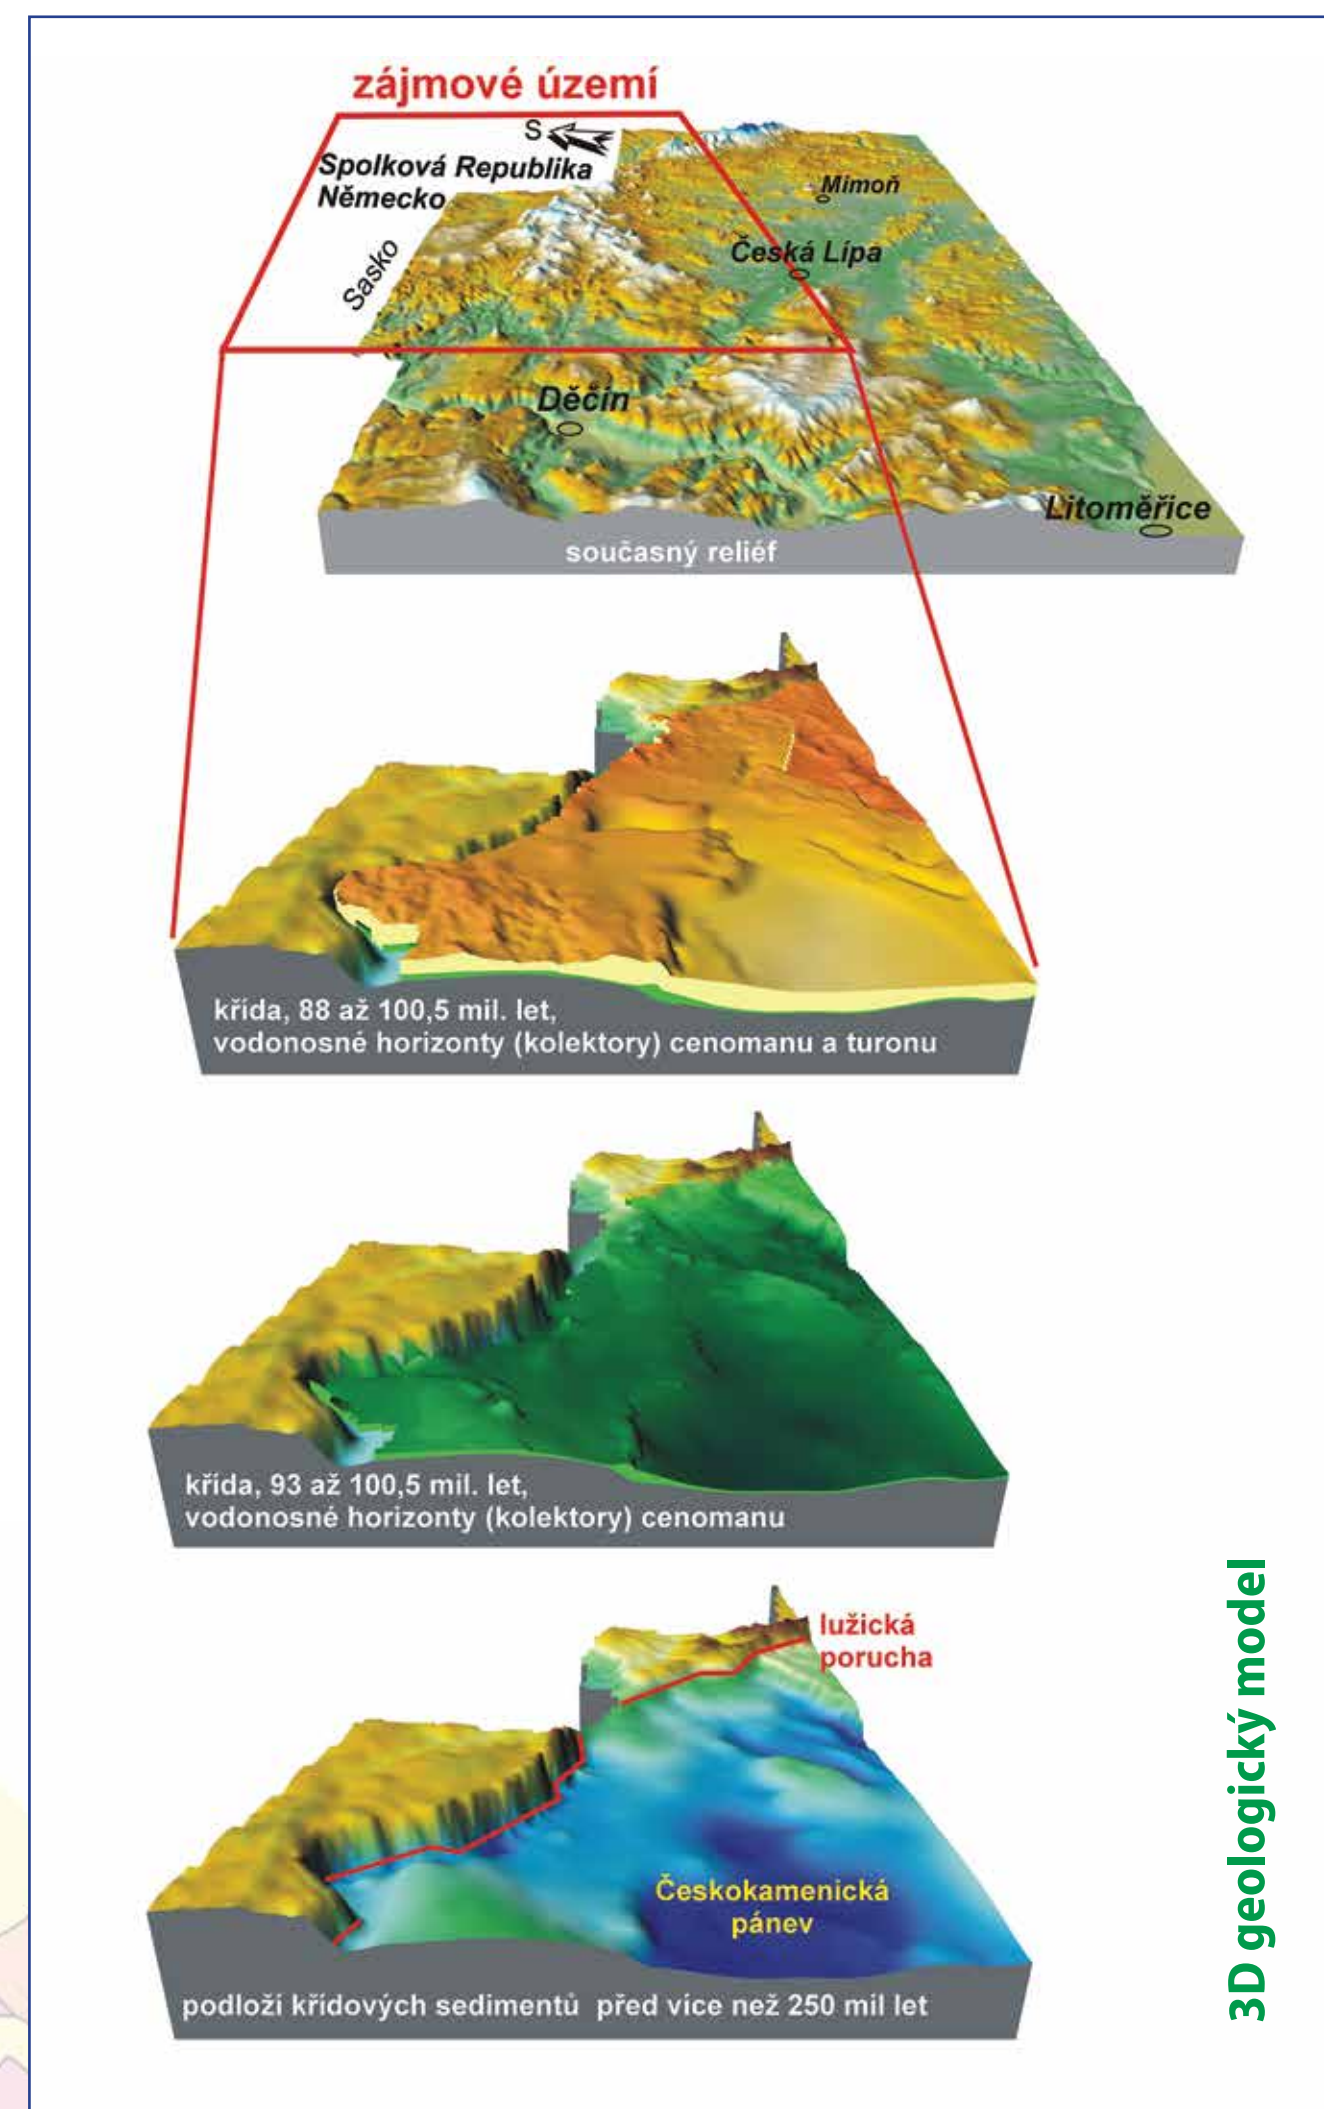 zájmové území
S
Spolková Republika
Německo
Sasko
Mimoň
Česká Lípa
Děčín
Litoměřice
současný reliéf
křída, 88 až 100,5 mil. let,
vodonosné horizonty (kolektory) cenomanu a turonu
křída, 93 až 100,5 mil. let,
vodonosné horizonty (kolektory) cenomanu
lužická
porucha
Českokamenická
pánev
podloží křídových sedimentů před více než 250 mil let
3D geologický model